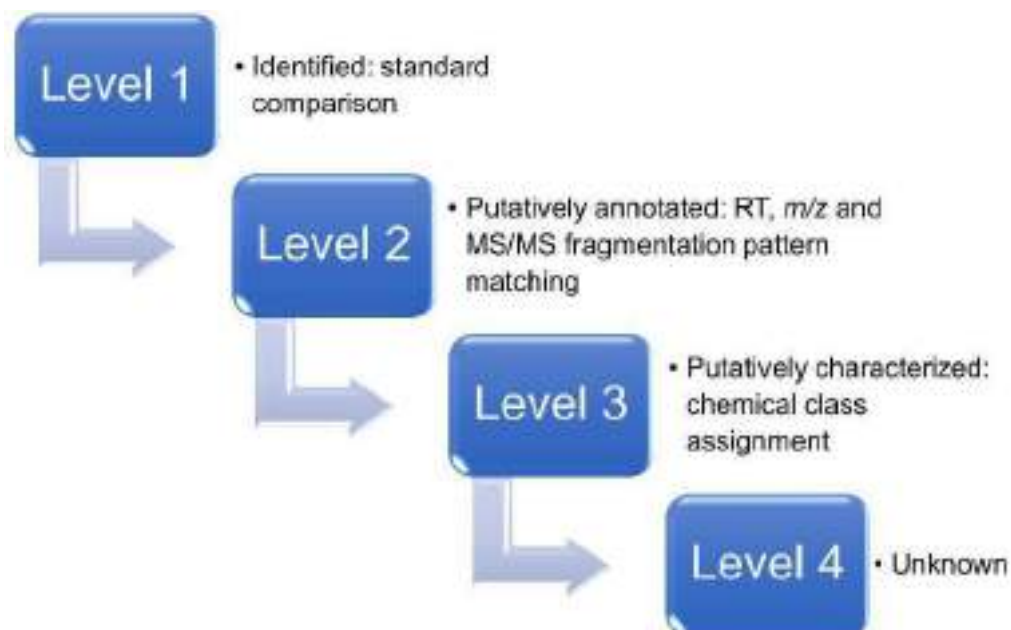 Level 1
• Identified: standard
comparison
Level 2
• Putatively annotated: RT, m/z and
MS/MS fragmentation pattern
matching
Level 3
• Putatively characterized:
chemical class
assignment
Level 4
• Unknown